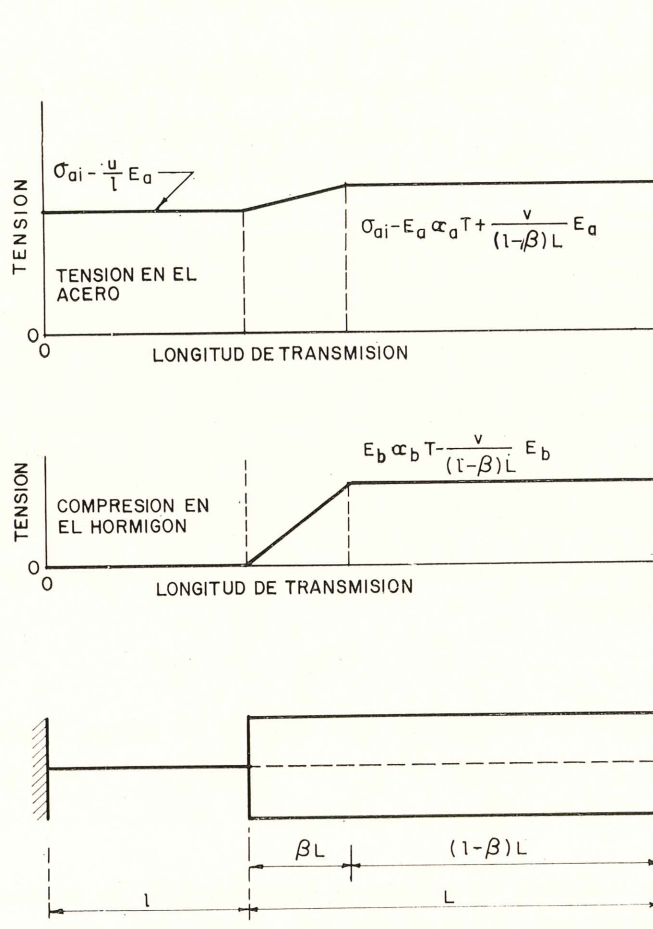 σai - u/l Ea
TENSION
σai - Ea αa T + v/((1-β)L) Ea
TENSION EN EL
ACERO
0
0
LONGITUD DE TRANSMISION
Eb αb T - v/((1-β)L) Eb
TENSION
COMPRESION EN
EL HORMIGON
0
0
LONGITUD DE TRANSMISION
βL
(1-β)L
l
L